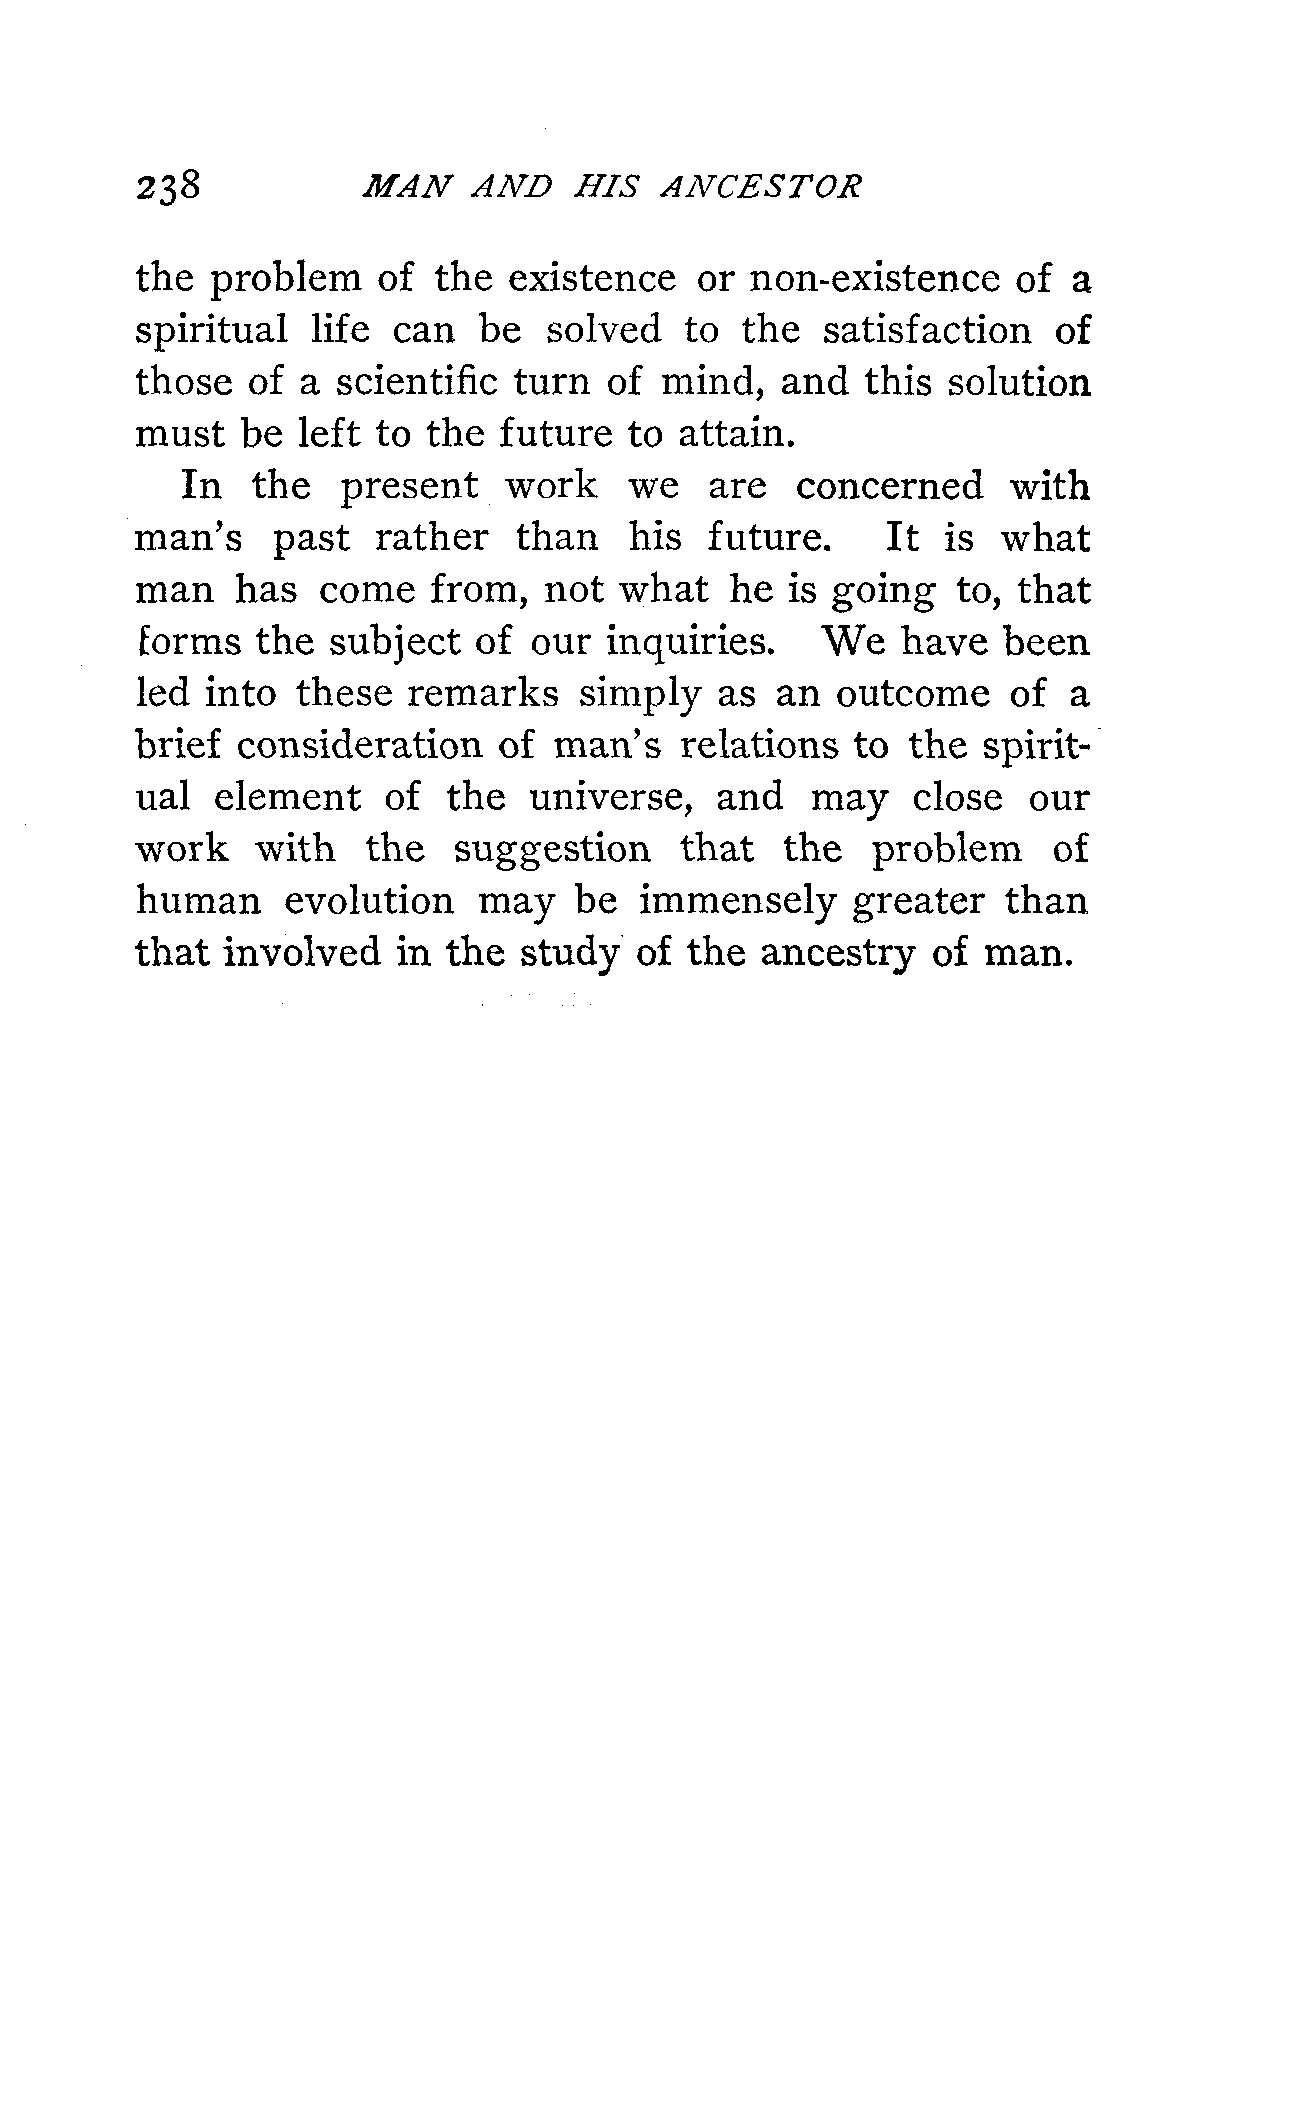 238 MAN AND HIS ANCESTOR
the problem of the existence or non-existence of a
spiritual life can be solved to the satisfaction of
those of a scientific turn of mind, and this solution
must be left to the future to attain.
In the present work we are concerned with
man's past rather than his future. It is what
man has come from, not what he is going to, that
forms the subject of our inquiries. We have been
led into these remarks simply as an outcome of a
brief consideration of man's relations to the spirit-
ual element of the universe, and may close our
work with the suggestion that the problem of
human evolution may be immensely greater than
that involved in the study of the ancestry of man.